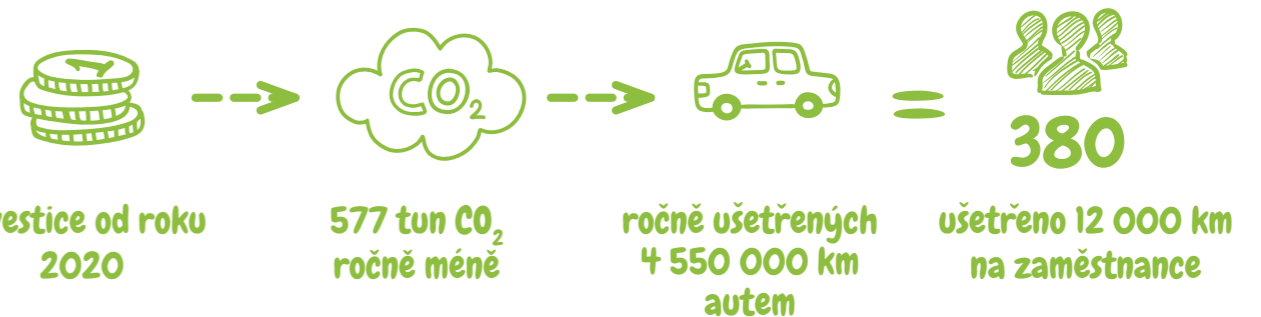 CO2
380
vestice od roku
2020
577 tun CO2
ročně méně
ročně ušetřených
4 550 000 km
autem
ušetřeno 12 000 km
na zaměstnance